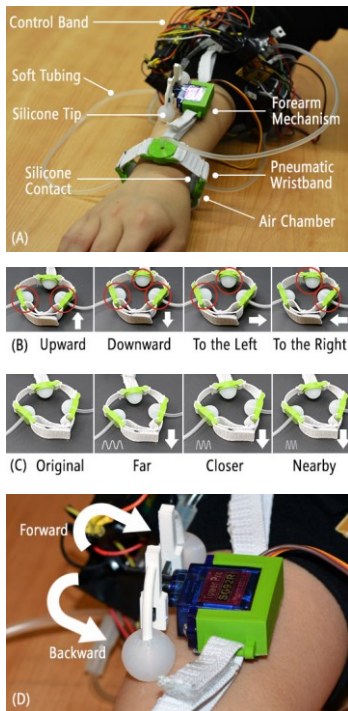 Control Band
Soft Tubing
Silicone Tip
Forearm
Mechanism
Silicone
Contact
Pneumatic
Wristband
Air Chamber
(A)
(B) Upward Downward To the Left To the Right
(C) Original Far Closer Nearby
Forward
Backward
SG92R
(D)